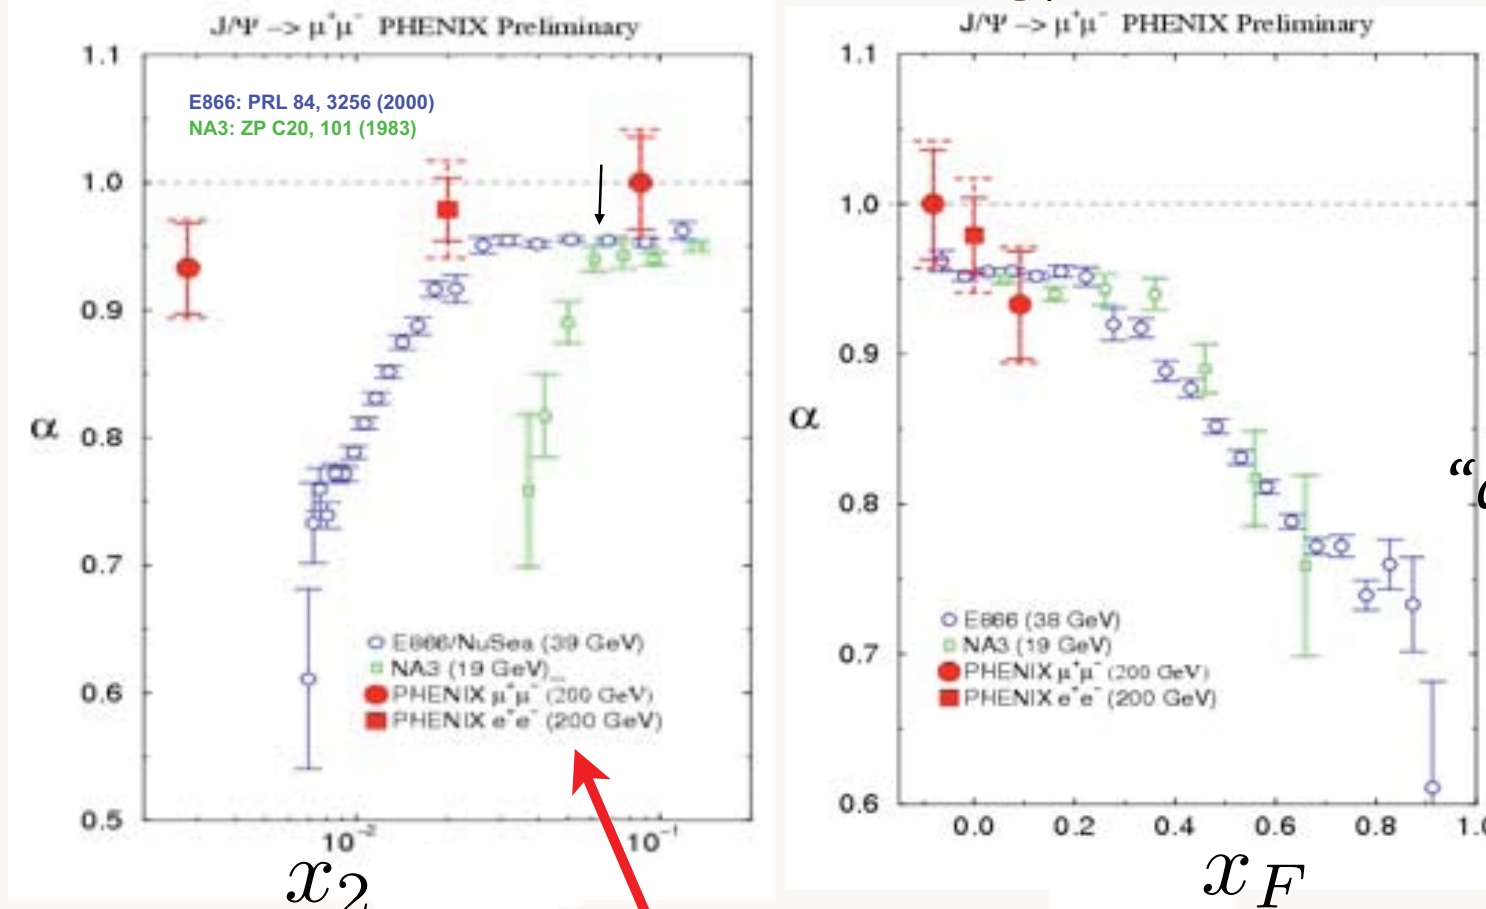 J/Ψ –> μ⁺μ⁻ PHENIX Preliminary
1.1
1.0
0.9
0.8
0.7
0.6
0.5
α
E866: PRL 84, 3256 (2000)
NA3: ZP C20, 101 (1983)
E866/NuSea (39 GeV)
NA3 (19 GeV)
PHENIX μ⁺μ⁻ (200 GeV)
PHENIX e⁺e⁻ (200 GeV)
10⁻² 10⁻¹
x₂
J/Ψ –> μ⁺μ⁻ PHENIX Preliminary
1.1
1.0
0.9
0.8
0.7
0.6
α
E866 (38 GeV)
NA3 (19 GeV)
PHENIX μ⁺μ⁻ (200 GeV)
PHENIX e⁺e⁻ (200 GeV)
0.0 0.2 0.4 0.6 0.8 1.0
x_F